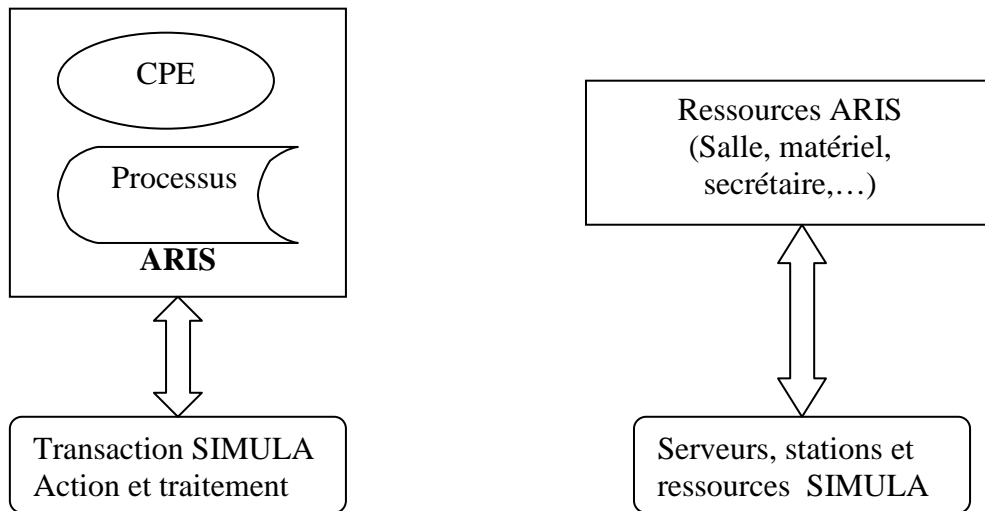 CPE
Processus
ARIS
Transaction SIMULA
Action et traitement
Ressources ARIS
(Salle, matériel,
secrétaire,…)
Serveurs, stations et
ressources SIMULA